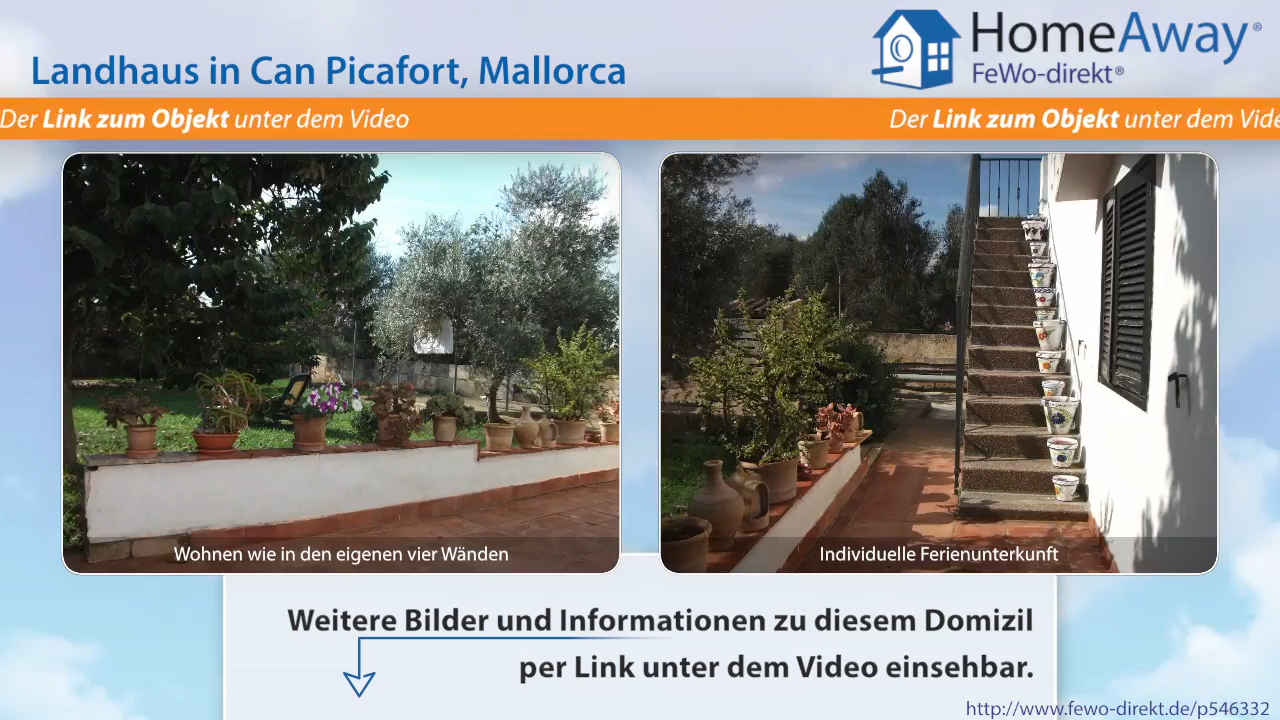 Landhaus in Can Picafort, Mallorca
HomeAway®
FeWo-direkt®
Der Link zum Objekt unter dem Video
Der Link zum Objekt unter dem Vide
Wohnen wie in den eigenen vier Wänden
Individuelle Ferienunterkunft
Weitere Bilder und Informationen zu diesem Domizil
per Link unter dem Video einsehbar.
http://www.fewo-direkt.de/p546332